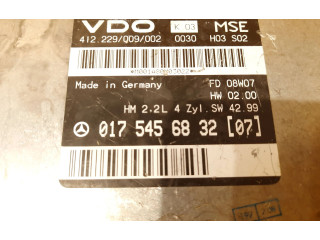 VDO K 03 MSE
412.229/009/002 0030 H03 S02
Made in Germany FD 08W07
HW 02.00
HM 2.2L 4 Zyl. SW 42.99
017 545 68 32 [07]